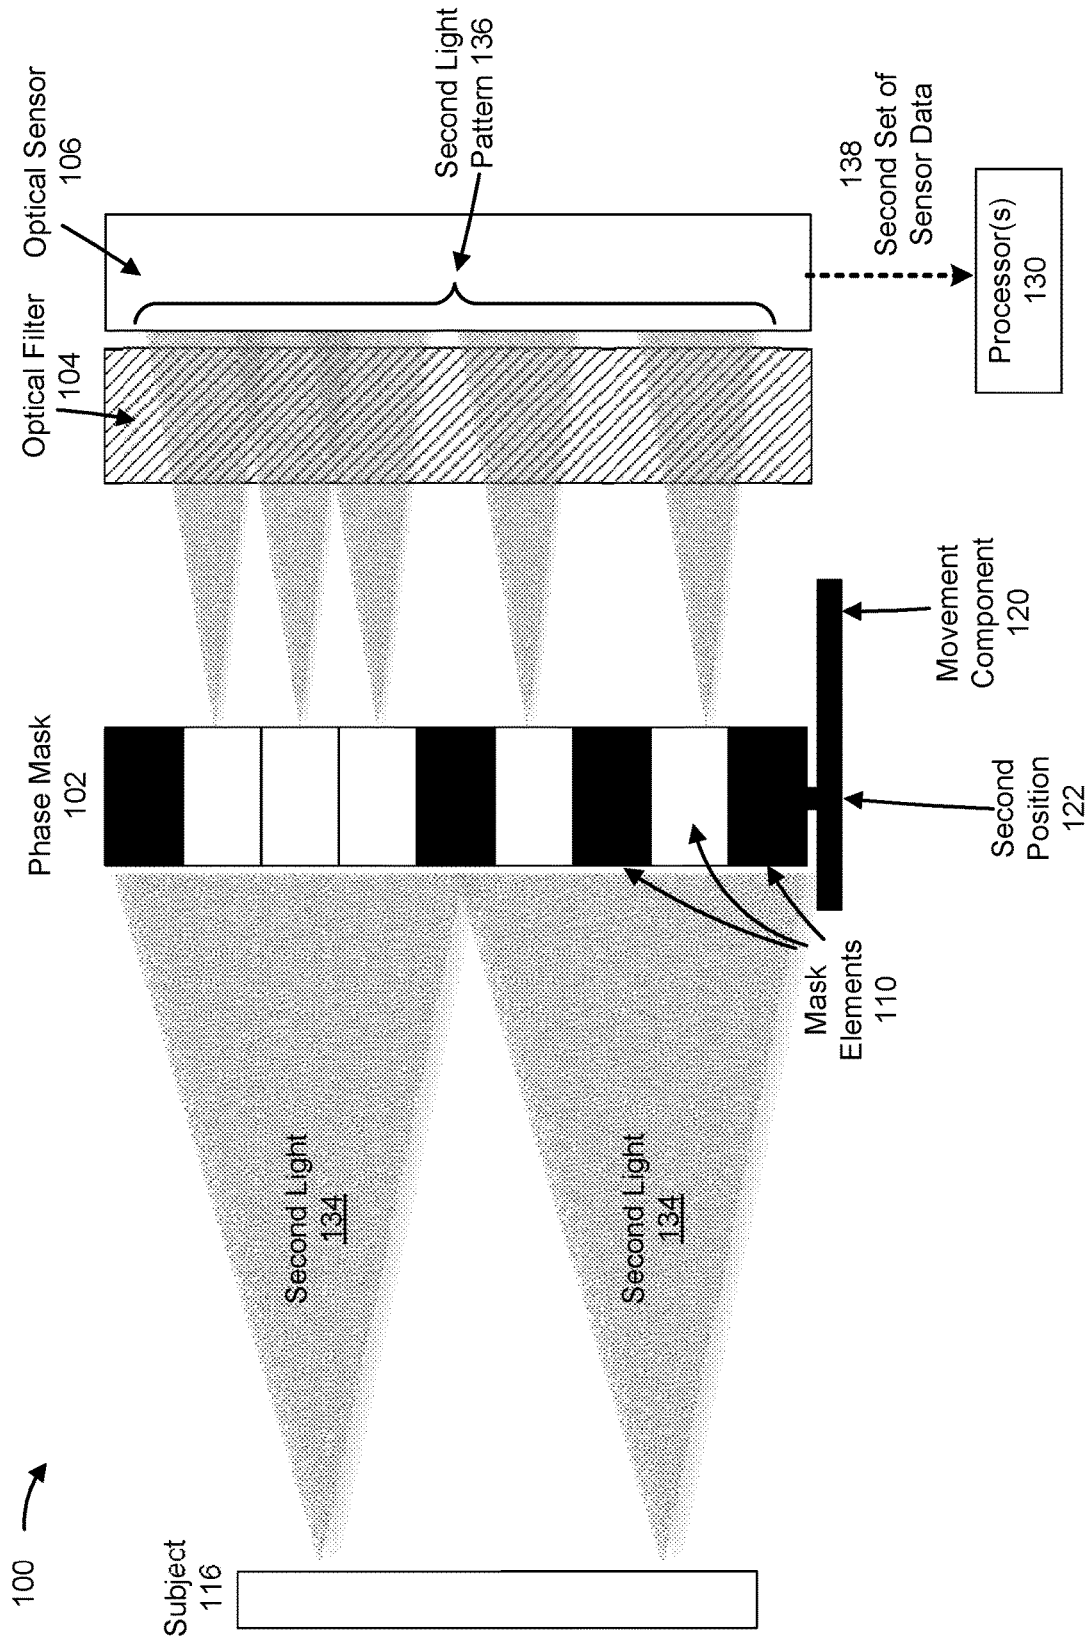 100
Subject
116
Second Light
134
Second Light
134
Phase Mask
102
Mask
Elements
110
Second
Position
122
Movement
Component
120
Optical Filter
104
Optical Sensor
106
Second Light
Pattern 136
138
Second Set of
Sensor Data
Processor(s)
130